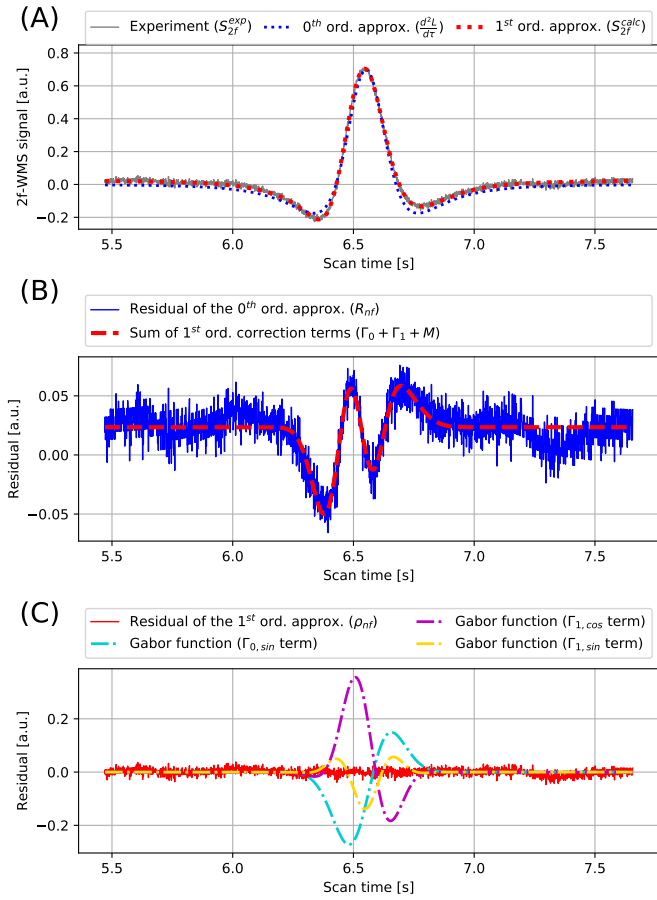 (A)
Experiment (S_{2f}^{exp}) 0^{th} ord. approx. (\frac{d^2L}{d\tau}) 1^{st} ord. approx. (S_{2f}^{calc})
0.8
0.6
0.4
0.2
0.0
−0.2
2f-WMS signal [a.u.]
5.5 6.0 6.5 7.0 7.5
Scan time [s]
(B)
Residual of the 0^{th} ord. approx. (R_{nf})
Sum of 1^{st} ord. correction terms (Γ_0 + Γ_1 + M)
0.05
0.00
−0.05
Residual [a.u.]
5.5 6.0 6.5 7.0 7.5
Scan time [s]
(C)
Residual of the 1^{st} ord. approx. (ρ_{nf}) Gabor function (Γ_{1,cos} term)
Gabor function (Γ_{0,sin} term) Gabor function (Γ_{1,sin} term)
0.2
0.0
−0.2
Residual [a.u.]
5.5 6.0 6.5 7.0 7.5
Scan time [s]